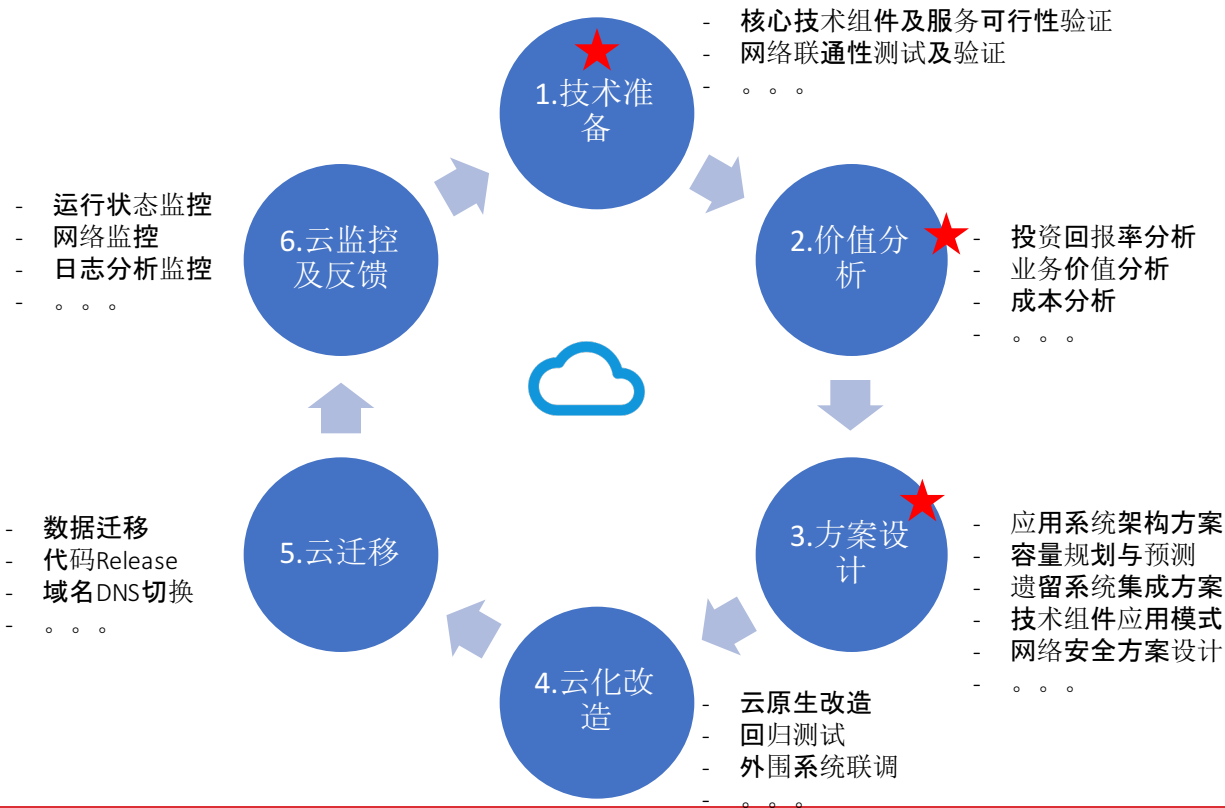 - 核心技术组件及服务可行性验证
- 网络联通性测试及验证
- 。。。
1.技术准
备
- 运行状态监控
- 网络监控
- 日志分析监控
- 。。。
6.云监控
及反馈
2.价值分
析
- 投资回报率分析
- 业务价值分析
- 成本分析
- 。。。
- 数据迁移
- 代码Release
- 域名DNS切换
- 。。。
5.云迁移
3.方案设
计
- 应用系统架构方案
- 容量规划与预测
- 遗留系统集成方案
- 技术组件应用模式
- 网络安全方案设计
- 。。。
4.云化改
造
- 云原生改造
- 回归测试
- 外围系统联调
- 。。。